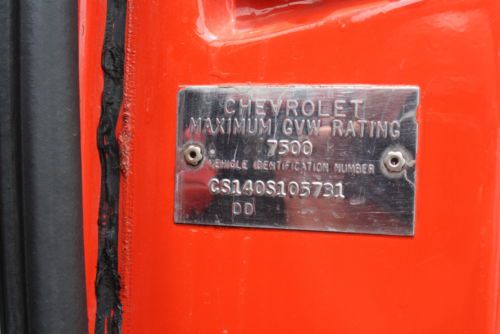 CHEVROLET
MAXIMUM GVW RATING
7500
VEHICLE IDENTIFICATION NUMBER
CS140S105731
DD